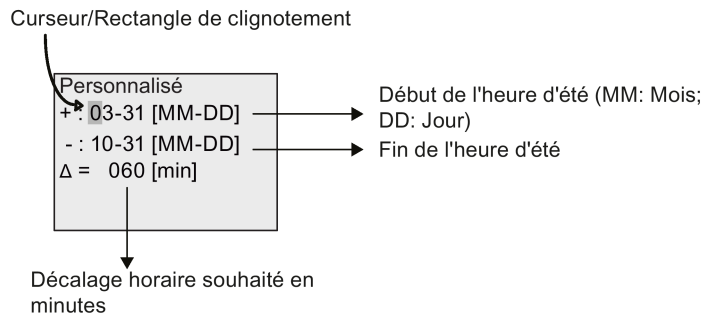 Curseur/Rectangle de clignotement
Personnalisé
+ : 03-31 [MM-DD]
- : 10-31 [MM-DD]
Δ = 060 [min]
Début de l'heure d'été (MM: Mois;
DD: Jour)
Fin de l'heure d'été
Décalage horaire souhaité en
minutes